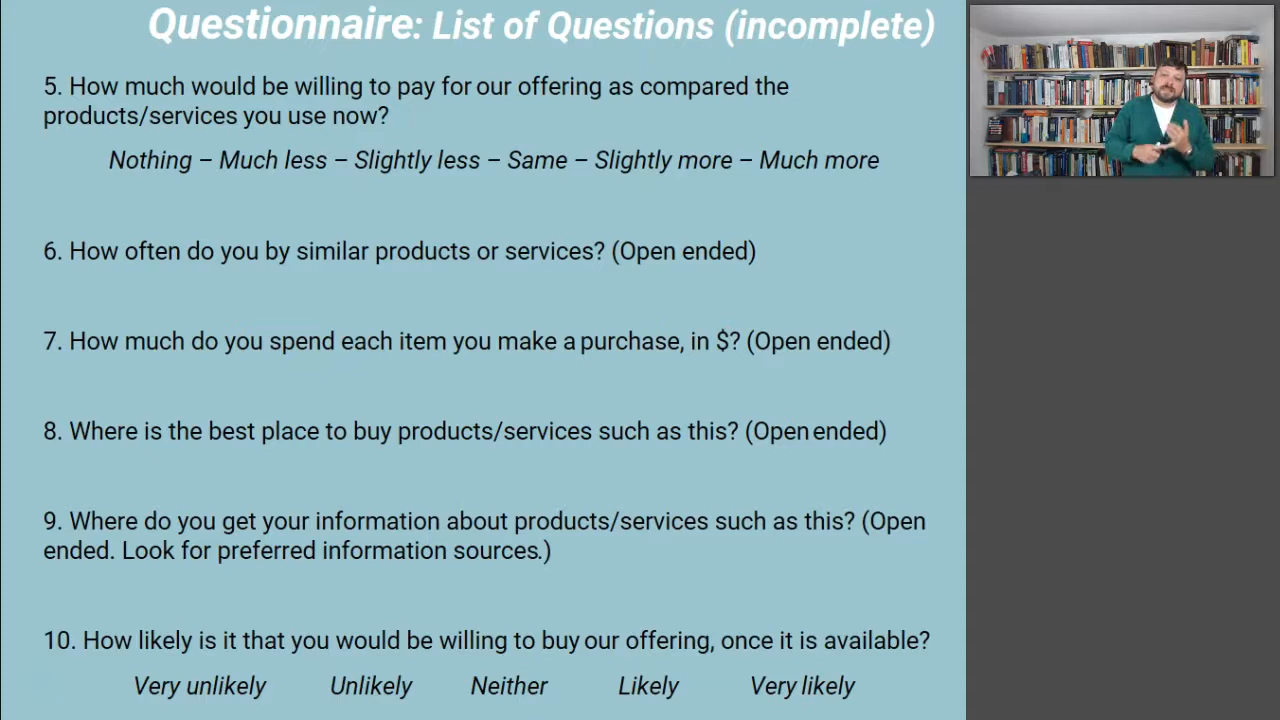 Questionnaire: List of Questions (incomplete)
5. How much would be willing to pay for our offering as compared the
products/services you use now?
Nothing – Much less – Slightly less – Same – Slightly more – Much more
6. How often do you by similar products or services? (Open ended)
7. How much do you spend each item you make a purchase, in $? (Open ended)
8. Where is the best place to buy products/services such as this? (Open ended)
9. Where do you get your information about products/services such as this? (Open
ended. Look for preferred information sources.)
10. How likely is it that you would be willing to buy our offering, once it is available?
Very unlikely Unlikely Neither Likely Very likely